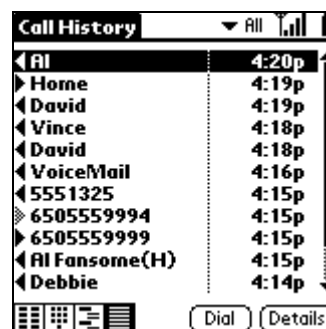 Call History All
Al 4:20p
Home 4:19p
David 4:19p
Vince 4:18p
David 4:18p
VoiceMail 4:16p
5551325 4:15p
6505559994 4:15p
6505559999 4:15p
Al Fansome(H) 4:15p
Debbie 4:14p
Dial Details